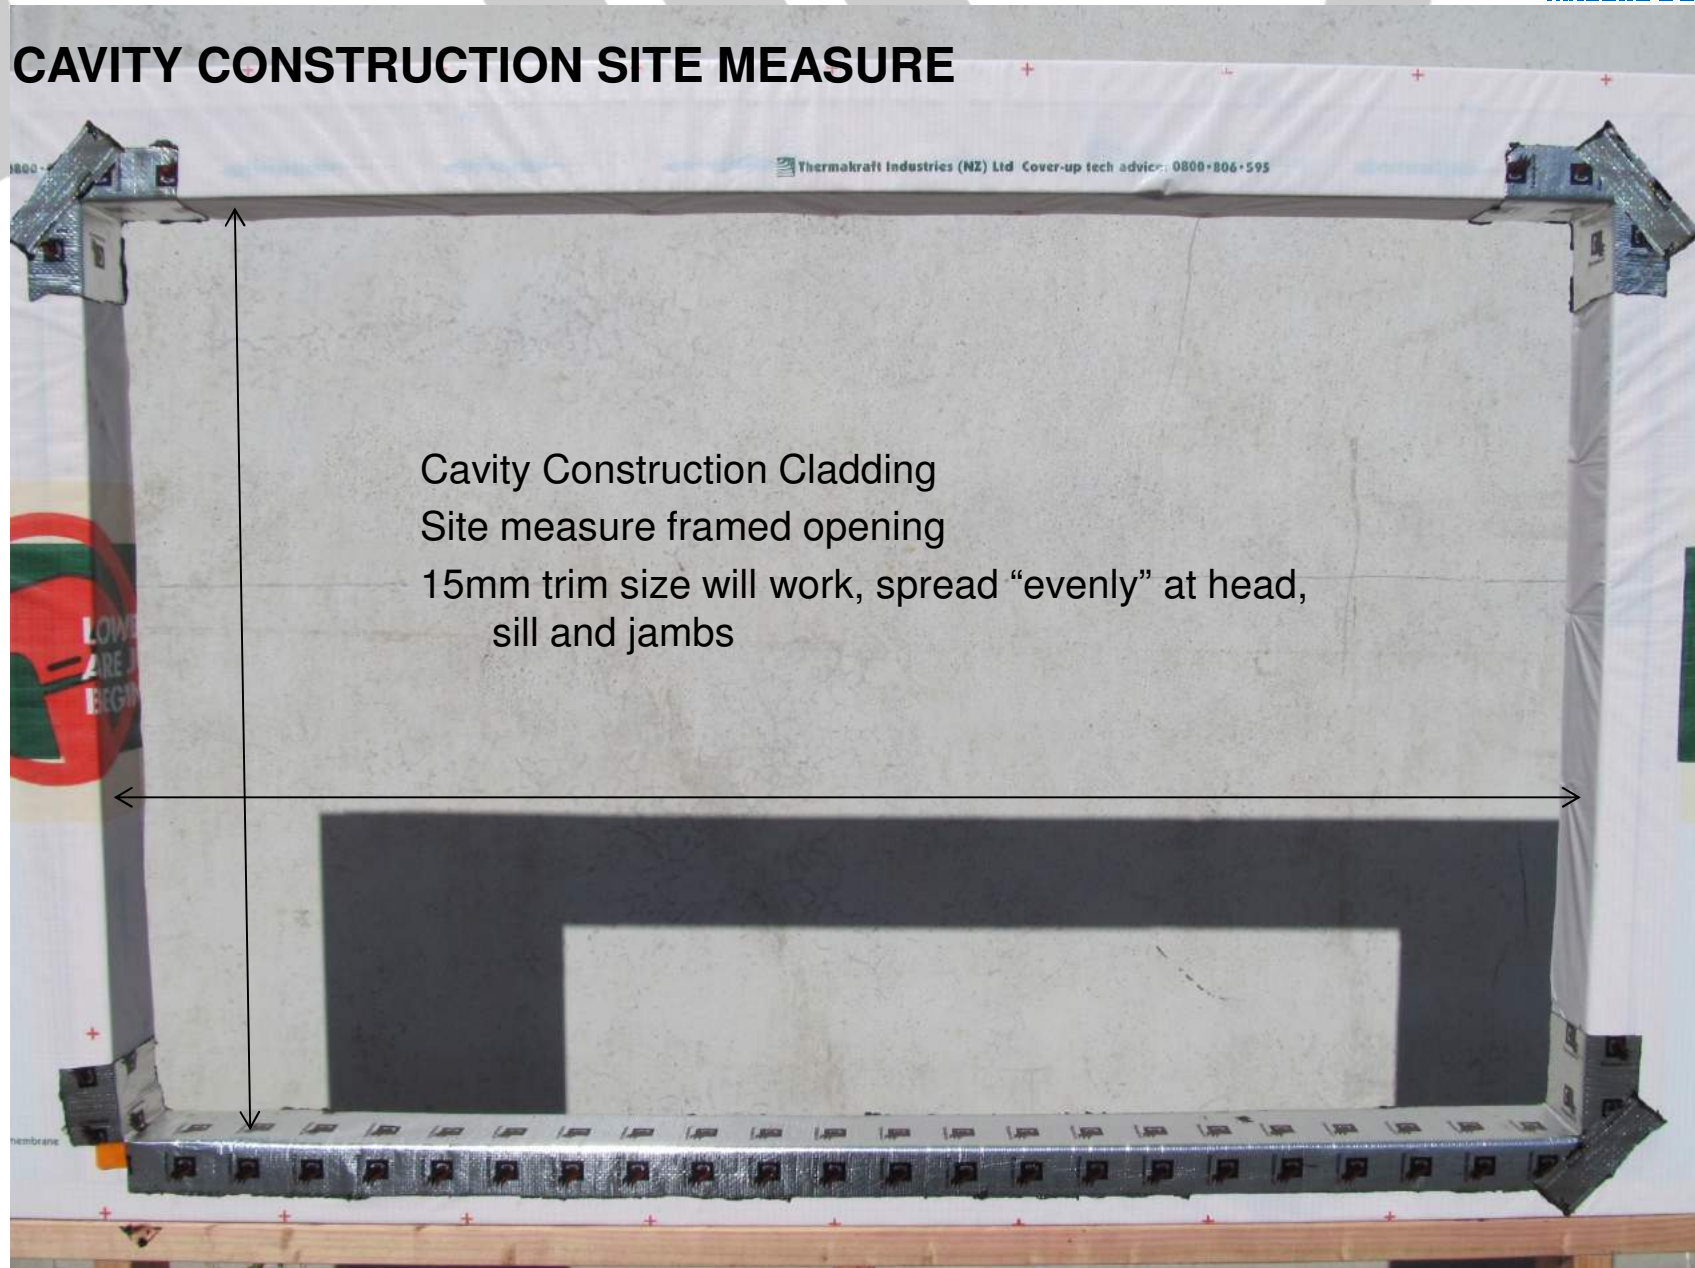 CAVITY CONSTRUCTION SITE MEASURE
Thermakraft Industries (NZ) Ltd Cover-up tech advice: 0800•806•595
Cavity Construction Cladding
Site measure framed opening
15mm trim size will work, spread “evenly” at head,
sill and jambs
membrane